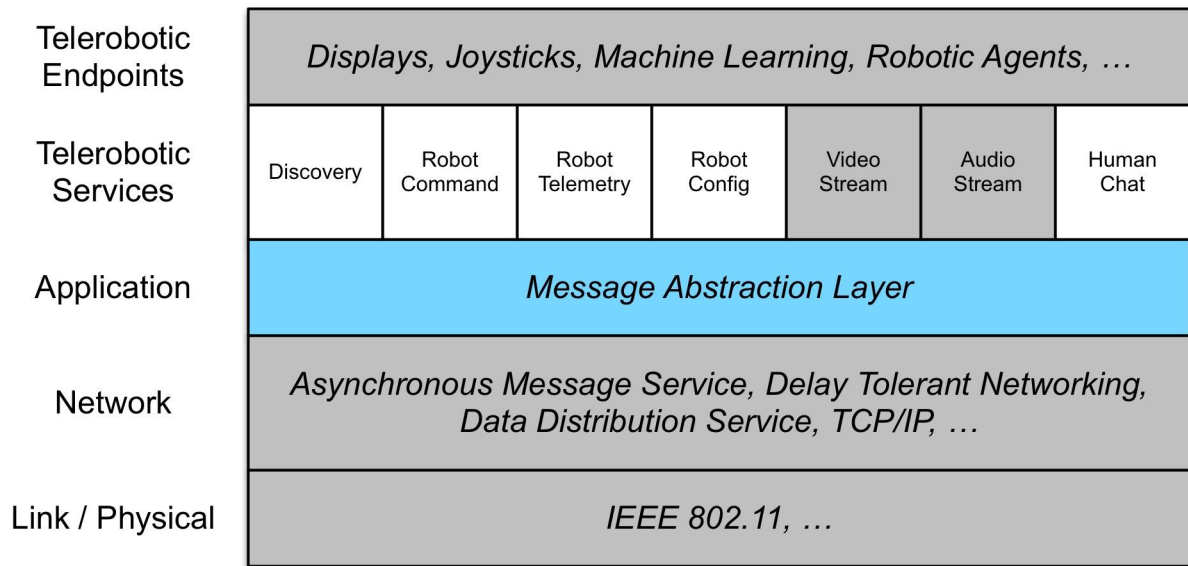 Telerobotic
Endpoints
Displays, Joysticks, Machine Learning, Robotic Agents, …
Telerobotic
Services
Discovery
Robot
Command
Robot
Telemetry
Robot
Config
Video
Stream
Audio
Stream
Human
Chat
Application
Message Abstraction Layer
Network
Asynchronous Message Service, Delay Tolerant Networking,
Data Distribution Service, TCP/IP, …
Link / Physical
IEEE 802.11, …